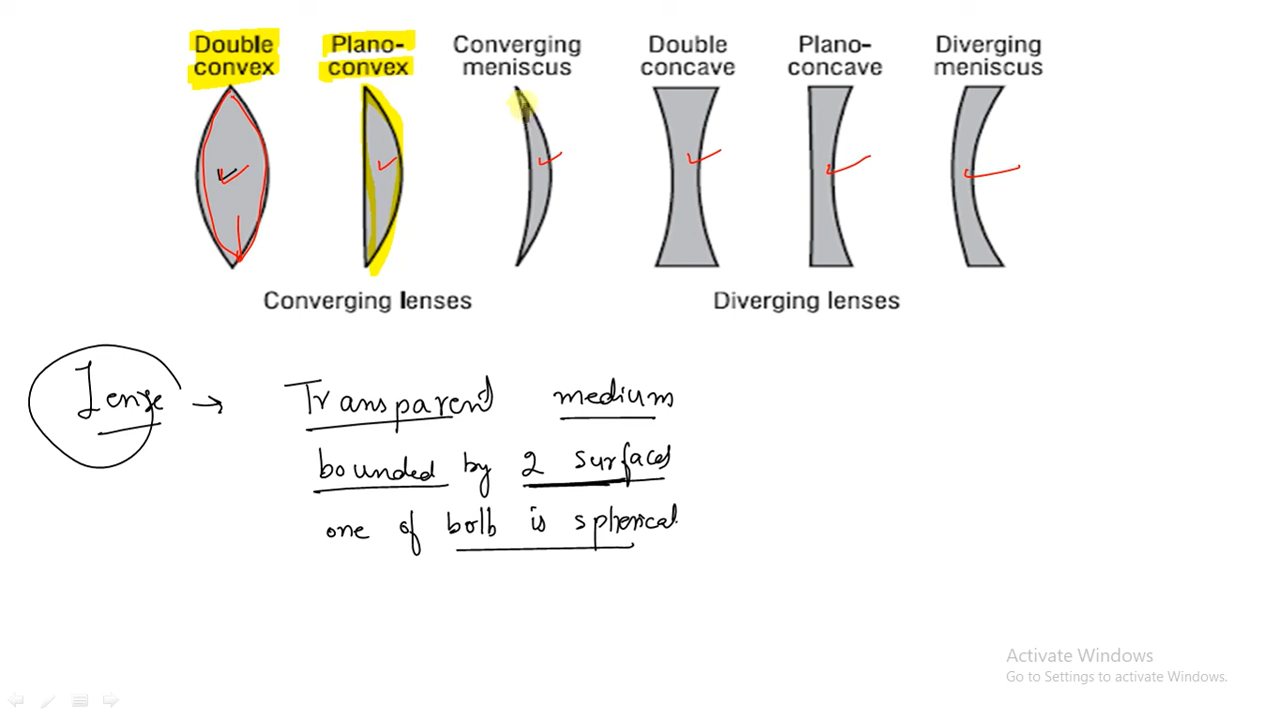 Double convex
Plano-convex
Converging meniscus
Double concave
Plano-concave
Diverging meniscus
Converging lenses
Diverging lenses
Lense → Transparent medium
bounded by 2 surfaces
one of both is spherical
Activate Windows
Go to Settings to activate Windows.